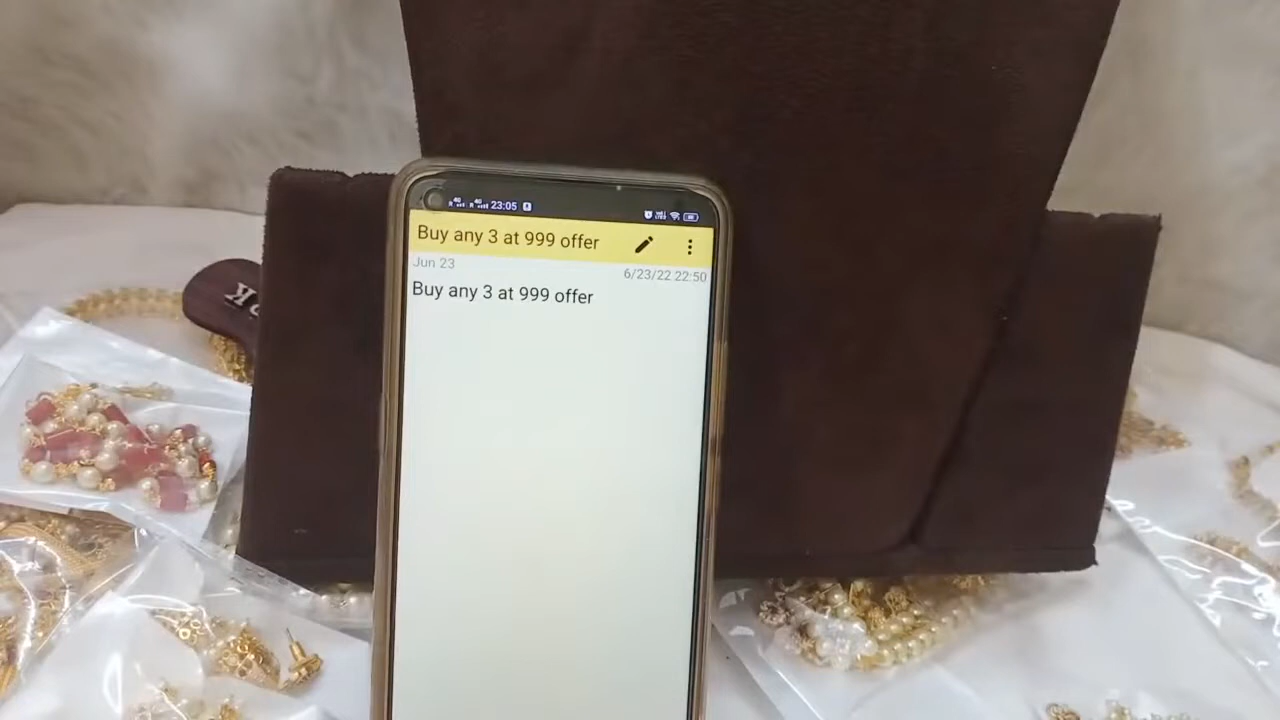 23:05
Buy any 3 at 999 offer
Jun 23
6/23/22 22:50
Buy any 3 at 999 offer